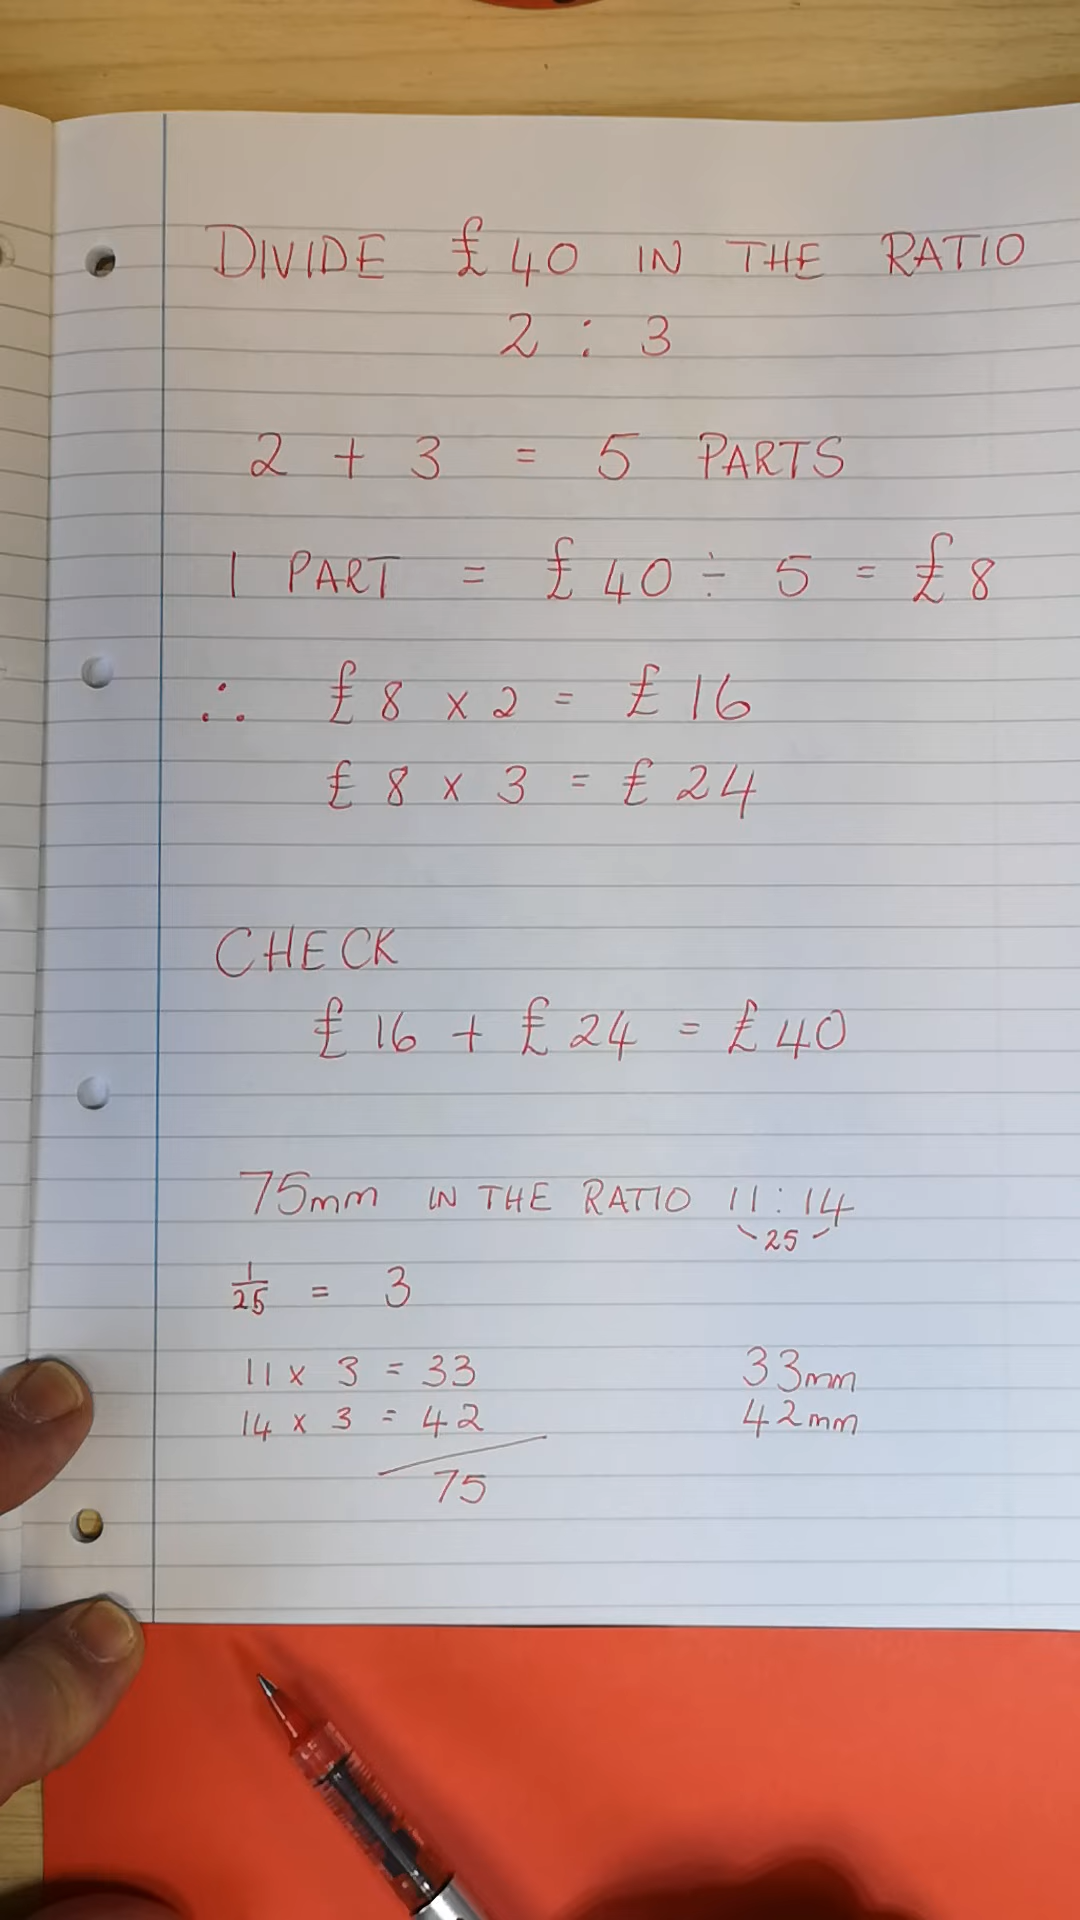 DIVIDE £40 IN THE RATIO
2 : 3
2 + 3 = 5 PARTS
1 PART = £40 ÷ 5 = £8
∴ £8 × 2 = £16
£8 × 3 = £24
CHECK
£16 + £24 = £40
75mm IN THE RATIO 11:14
25
1/25 = 3
11 × 3 = 33 33mm
14 × 3 = 42 42mm
75